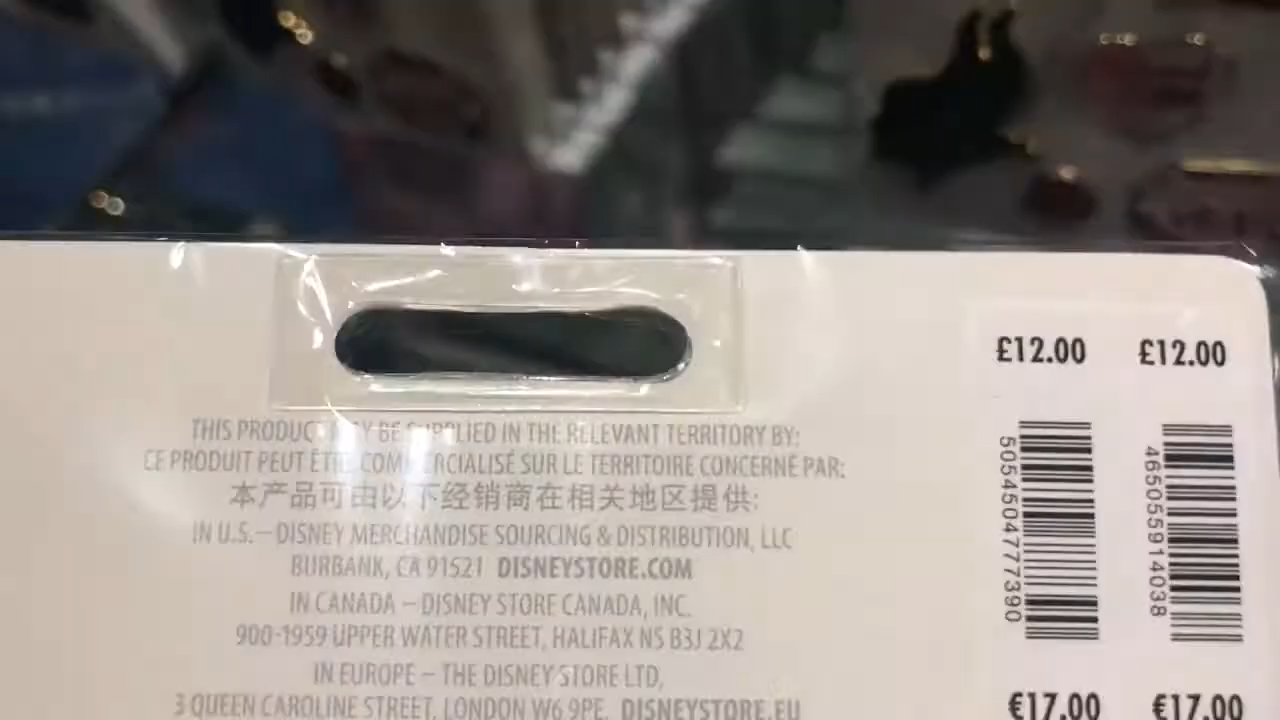 £12.00 £12.00
THIS PRODUCT MAY BE SUPPLIED IN THE RELEVANT TERRITORY BY:
CE PRODUIT PEUT ÊTRE COMMERCIALISÉ SUR LE TERRITOIRE CONCERNÉ PAR:
本产品可由以下经销商在相关地区提供:
IN U.S. – DISNEY MERCHANDISE SOURCING & DISTRIBUTION, LLC
BURBANK, CA 91521 DISNEYSTORE.COM
IN CANADA – DISNEY STORE CANADA, INC.
900-1959 UPPER WATER STREET, HALIFAX NS B3J 2X2
IN EUROPE – THE DISNEY STORE LTD,
3 QUEEN CAROLINE STREET, LONDON W6 9PE, DISNEYSTORE.EU
5054504777390
465055914038
€17.00 €17.00